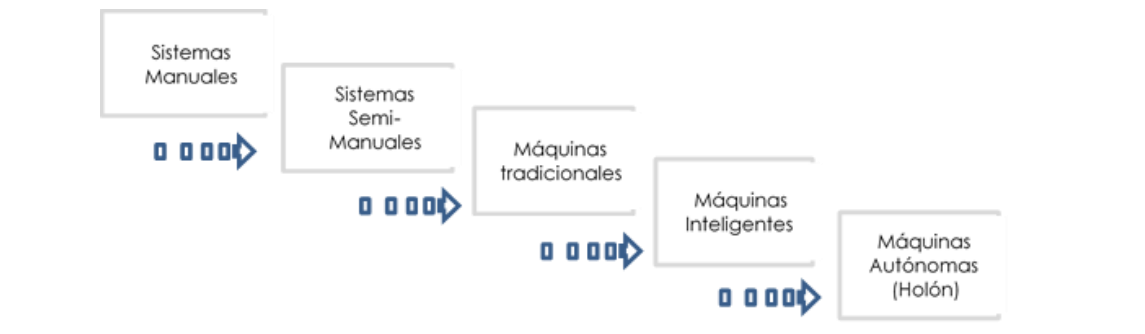 Sistemas
Manuales
Sistemas
Semi-
Manuales
Máquinas
tradicionales
Máquinas
Inteligentes
Máquinas
Autónomas
(Holón)